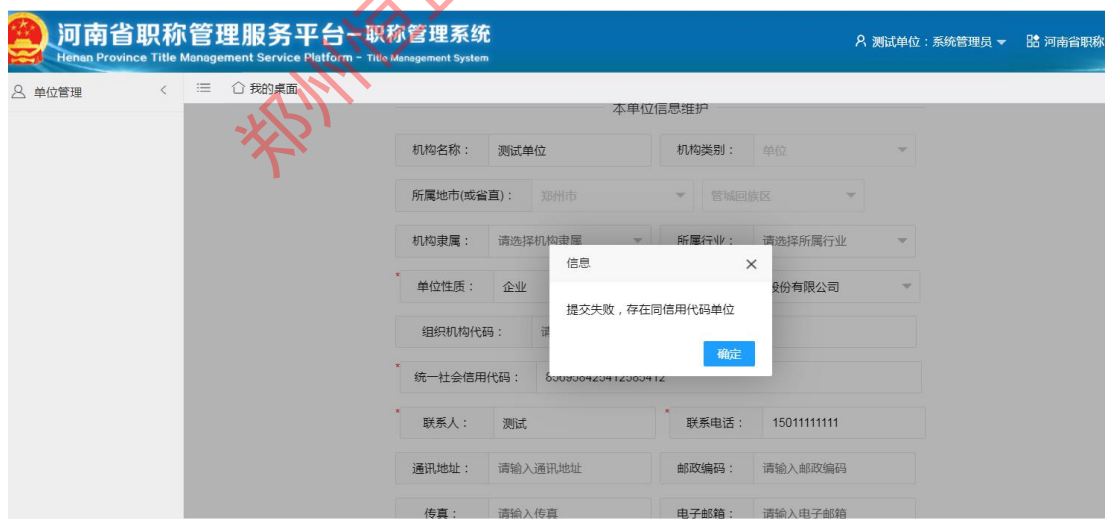 河南省职称管理服务平台-职称管理系统
Henan Province Title Management Service Platform - Title Management System
测试单位：系统管理员
河南省职称
单位管理
我的桌面
本单位信息维护
机构名称： 测试单位 机构类别： 单位
所属地市(或省直)： 郑州市 管城回族区
机构隶属： 请选择机构隶属 所属行业： 请选择所属行业
信息
* 单位性质： 企业 股份有限公司
提交失败，存在同信用代码单位
组织机构代码： 请
确定
* 统一社会信用代码： 856958425412585412
* 联系人： 测试 * 联系电话： 15011111111
通讯地址： 请输入通讯地址 邮政编码： 请输入邮政编码
传真： 请输入传真 电子邮箱： 请输入电子邮箱
郑州恒